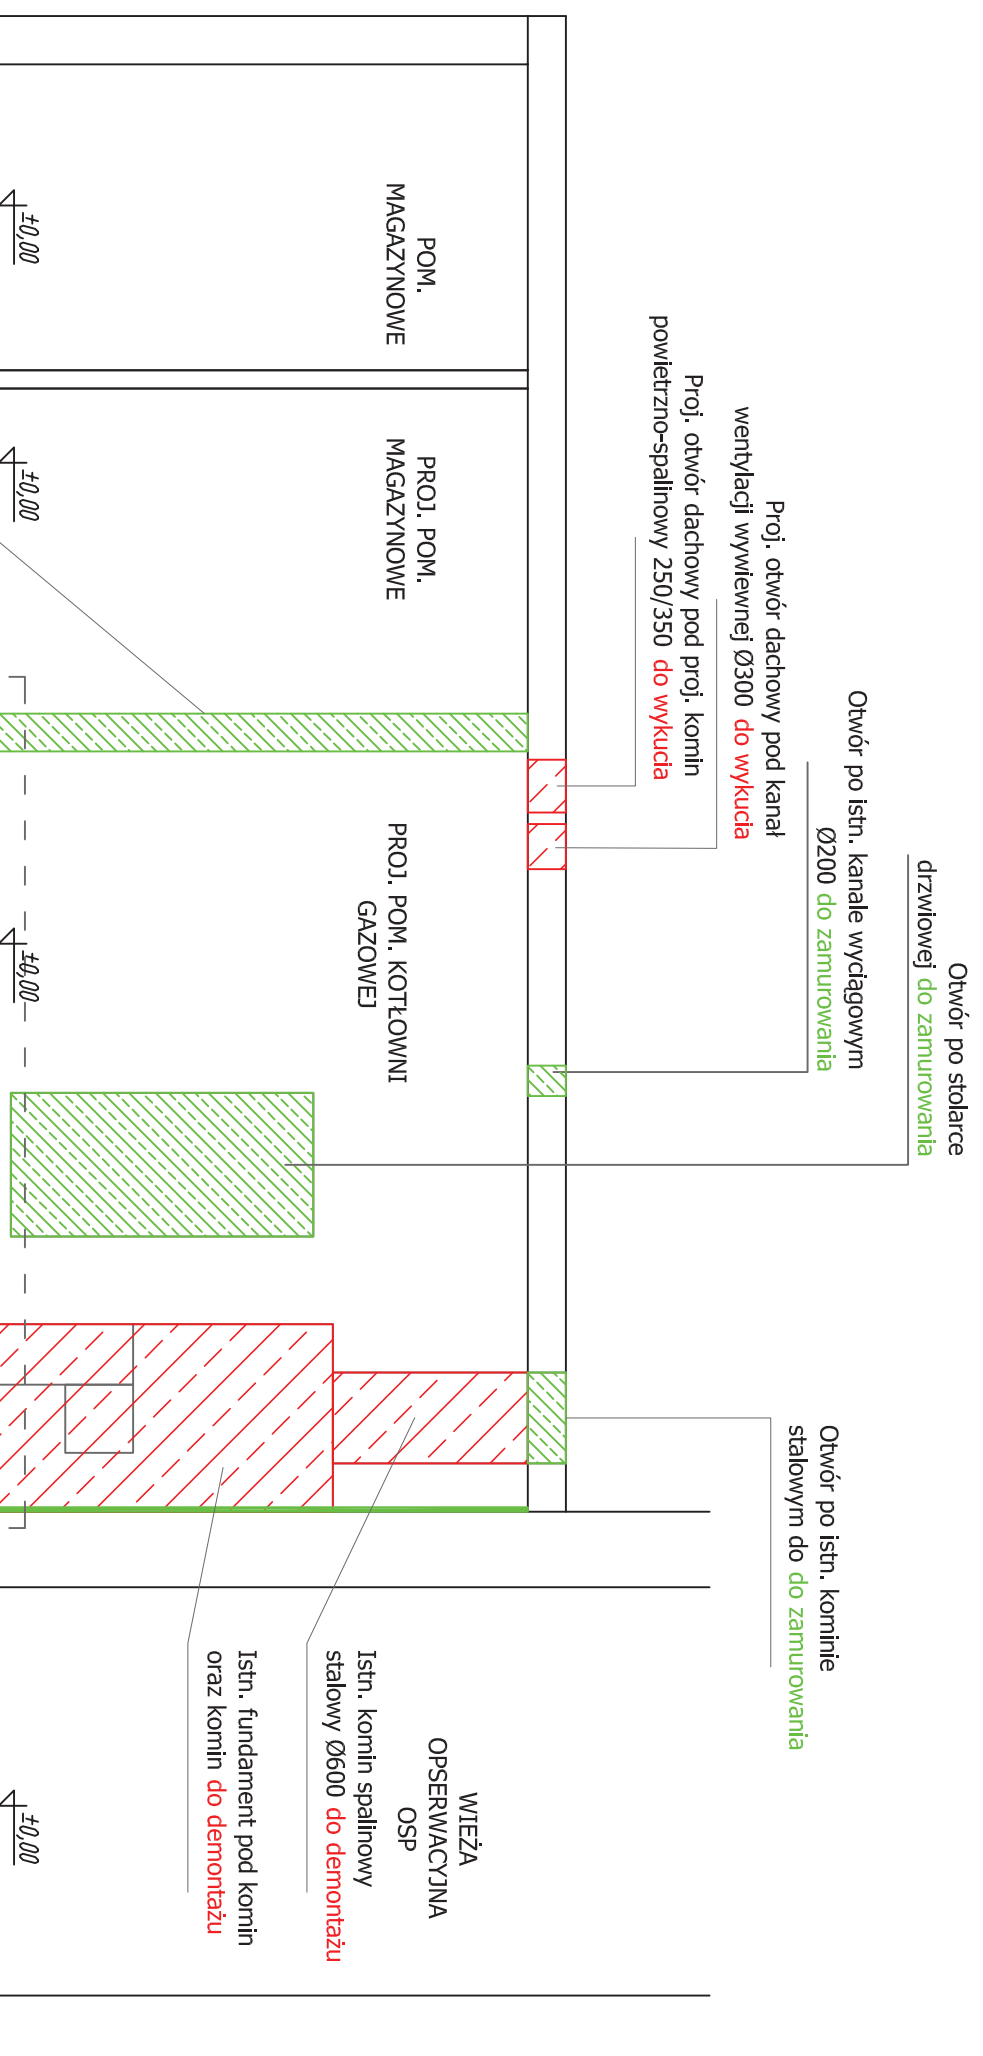 Otwór po stolarce
drzwiowej do zamurowania
Otwór po istn. kanale wyciągowym
Ø200 do zamurowania
Proj. otwór dachowy pod kanał
wentylacji wywiewnej Ø300 do wykucia
Proj. otwór dachowy pod proj. komin
powietrzno-spalinowy 250/350 do wykucia
Otwór po istn. kominie
stalowym do do zamurowania
POM.
MAGAZYNOWE
PROJ. POM.
MAGAZYNOWE
PROJ. POM. KOTŁOWNI
GAZOWEJ
WIEŻA
OPSERWACYJNA
OSP
Istn. komin spalinowy
stalowy Ø600 do demontażu
Istn. fundament pod komin
oraz komin do demontażu
±0,00
±0,00
±0,00
±0,00